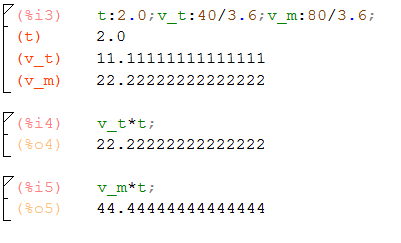 (%i3) t:2.0;v_t:40/3.6;v_m:80/3.6;
(t) 2.0
(v_t) 11.11111111111111
(v_m) 22.22222222222222
(%i4) v_t*t;
(%o4) 22.22222222222222
(%i5) v_m*t;
(%o5) 44.44444444444444